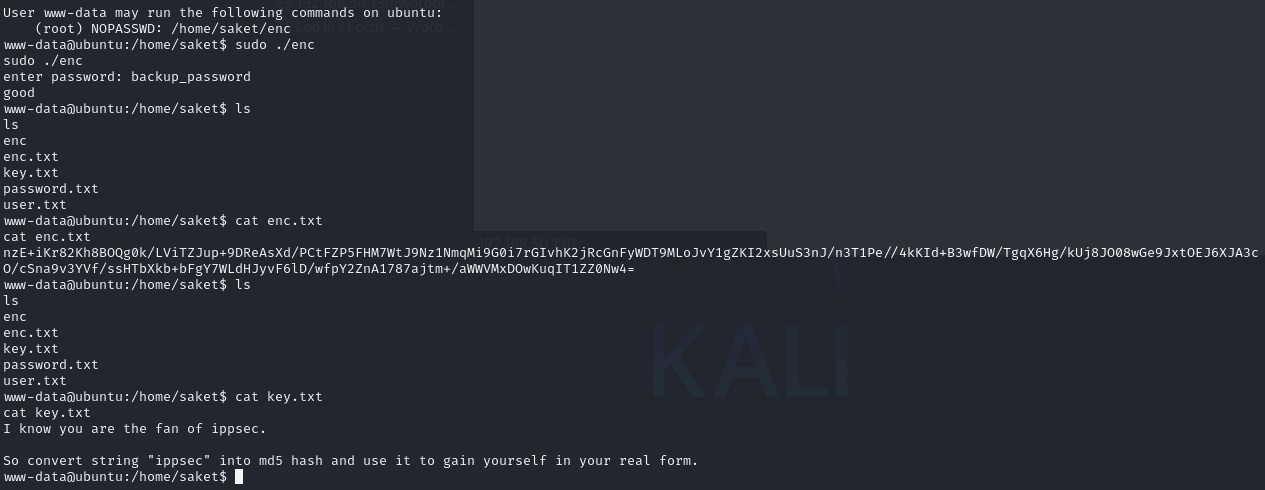 User www-data may run the following commands on ubuntu:
    (root) NOPASSWD: /home/saket/enc
www-data@ubuntu:/home/saket$ sudo ./enc
sudo ./enc
enter password: backup_password
good
www-data@ubuntu:/home/saket$ ls
ls
enc
enc.txt
key.txt
password.txt
user.txt
www-data@ubuntu:/home/saket$ cat enc.txt
cat enc.txt
nzE+iKr82Kh8BOQg0k/LViTZJup+9DReAsXd/PCtFZP5FHM7WtJ9Nz1NmqMi9G0i7rGIvhK2jRcGnFyWDT9MLoJvY1gZKI2xsUuS3nJ/n3T1Pe//4kKId+B3wfDW/TgqX6Hg/kUj8JO08wGe9JxtOEJ6XJA3c
O/cSna9v3YVf/ssHTbXkb+bFgY7WLdHJyvF6lD/wfpY2ZnA1787ajtm+/aWWVMxDOwKuqIT1ZZ0Nw4=
www-data@ubuntu:/home/saket$ ls
ls
enc
enc.txt
key.txt
password.txt
user.txt
www-data@ubuntu:/home/saket$ cat key.txt
cat key.txt
I know you are the fan of ippsec.

So convert string "ippsec" into md5 hash and use it to gain yourself in your real form.
www-data@ubuntu:/home/saket$
KALI